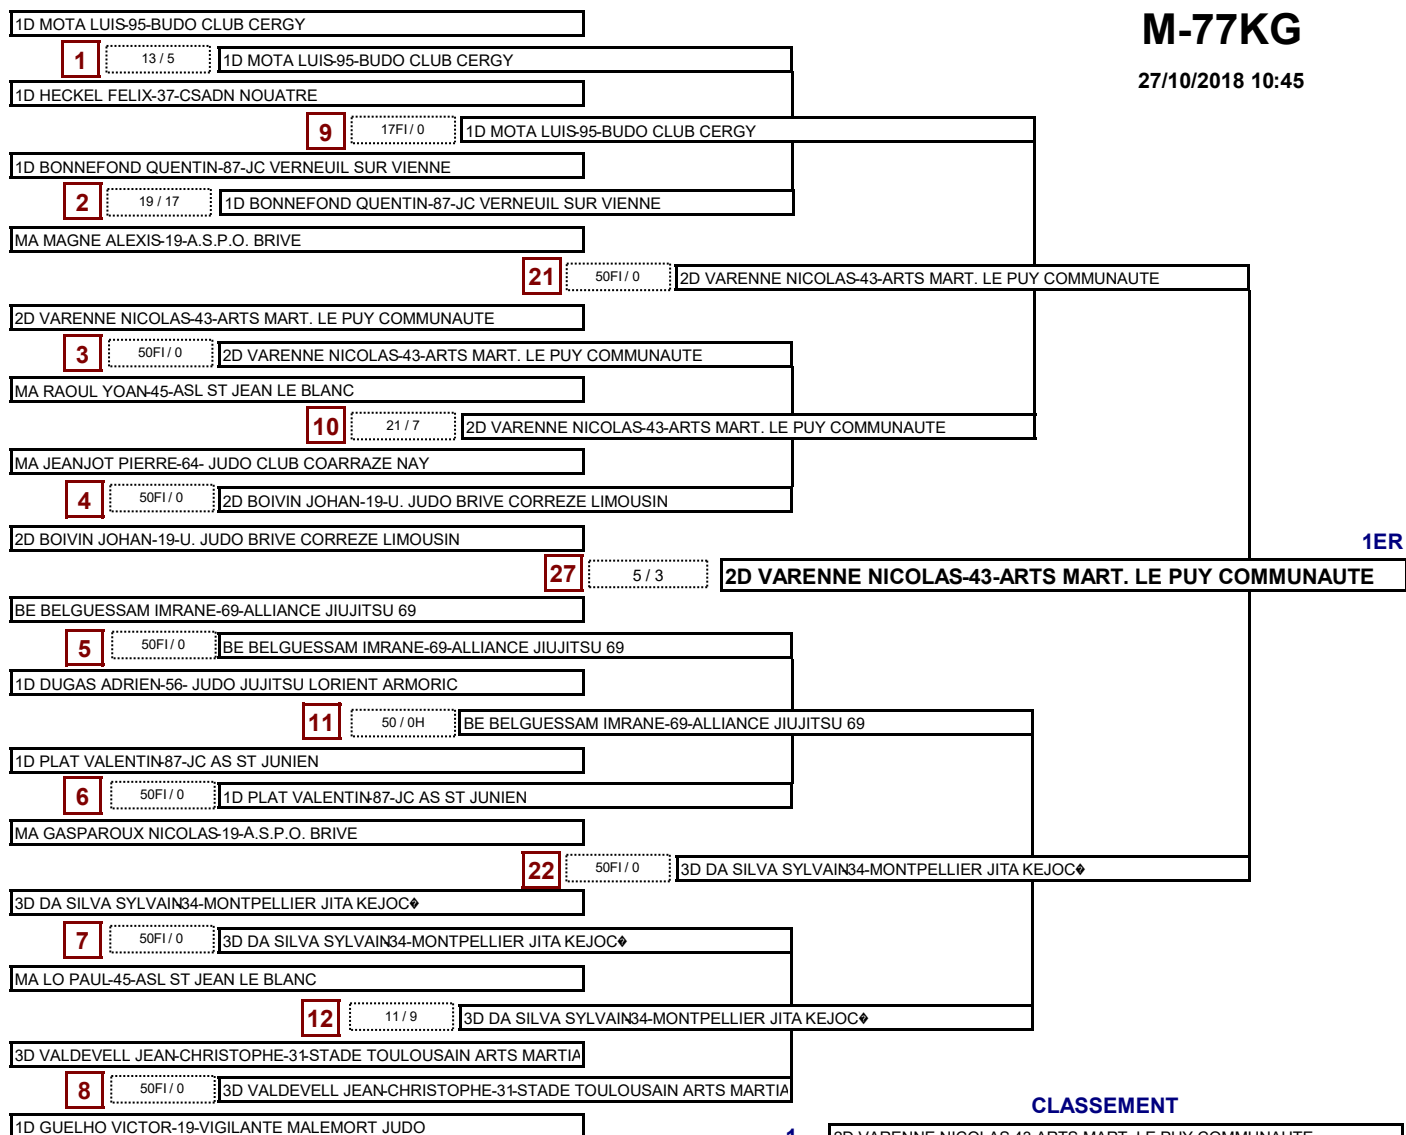 1D MOTA LUIS-95-BUDO CLUB CERGY
M-77KG
1 13 / 5 1D MOTA LUIS-95-BUDO CLUB CERGY
27/10/2018 10:45
1D HECKEL FELIX-37-CSADN NOUATRE
9 17FI / 0 1D MOTA LUIS-95-BUDO CLUB CERGY
1D BONNEFOND QUENTIN-87-JC VERNEUIL SUR VIENNE
2 19 / 17 1D BONNEFOND QUENTIN-87-JC VERNEUIL SUR VIENNE
MA MAGNE ALEXIS-19-A.S.P.O. BRIVE
21 50FI / 0 2D VARENNE NICOLAS-43-ARTS MART. LE PUY COMMUNAUTE
2D VARENNE NICOLAS-43-ARTS MART. LE PUY COMMUNAUTE
3 50FI / 0 2D VARENNE NICOLAS-43-ARTS MART. LE PUY COMMUNAUTE
MA RAOUL YOAN-45-ASL ST JEAN LE BLANC
10 21 / 7 2D VARENNE NICOLAS-43-ARTS MART. LE PUY COMMUNAUTE
MA JEANJOT PIERRE-64- JUDO CLUB COARRAZE NAY
4 50FI / 0 2D BOIVIN JOHAN-19-U. JUDO BRIVE CORREZE LIMOUSIN
2D BOIVIN JOHAN-19-U. JUDO BRIVE CORREZE LIMOUSIN
1ER
27 5 / 3 2D VARENNE NICOLAS-43-ARTS MART. LE PUY COMMUNAUTE
BE BELGUESSAM IMRANE-69-ALLIANCE JIUJITSU 69
5 50FI / 0 BE BELGUESSAM IMRANE-69-ALLIANCE JIUJITSU 69
1D DUGAS ADRIEN-56- JUDO JUJITSU LORIENT ARMORIC
11 50 / 0H BE BELGUESSAM IMRANE-69-ALLIANCE JIUJITSU 69
1D PLAT VALENTIN-87-JC AS ST JUNIEN
6 50FI / 0 1D PLAT VALENTIN-87-JC AS ST JUNIEN
MA GASPAROUX NICOLAS-19-A.S.P.O. BRIVE
22 50FI / 0 3D DA SILVA SYLVAIN-34-MONTPELLIER JITA KEJOC�
3D DA SILVA SYLVAIN-34-MONTPELLIER JITA KEJOC�
7 50FI / 0 3D DA SILVA SYLVAIN-34-MONTPELLIER JITA KEJOC�
MA LO PAUL-45-ASL ST JEAN LE BLANC
12 11 / 9 3D DA SILVA SYLVAIN-34-MONTPELLIER JITA KEJOC�
3D VALDEVELL JEAN-CHRISTOPHE-31-STADE TOULOUSAIN ARTS MARTIA
8 50FI / 0 3D VALDEVELL JEAN-CHRISTOPHE-31-STADE TOULOUSAIN ARTS MARTIA
CLASSEMENT
1D GUELHO VICTOR-19-VIGILANTE MALEMORT JUDO
1 2D VARENNE NICOLAS-43-ARTS MART. LE PUY COMMUNAUTE